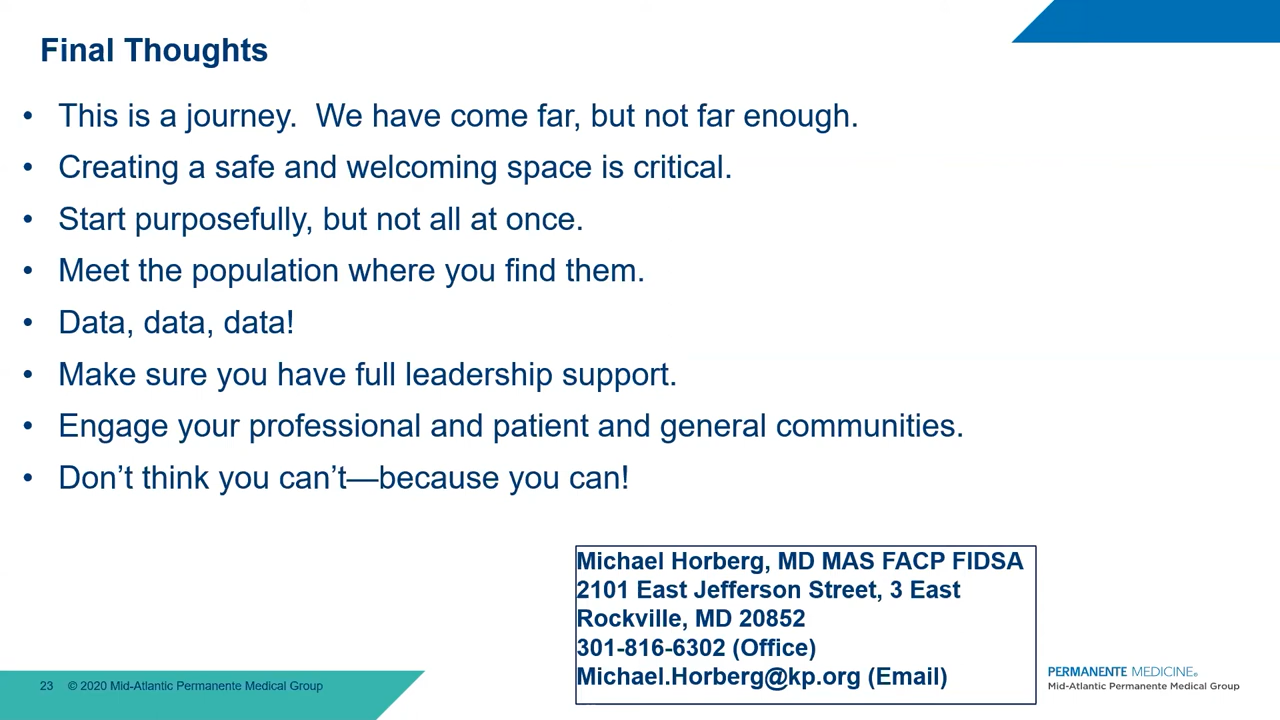 Final Thoughts
• This is a journey.  We have come far, but not far enough.
• Creating a safe and welcoming space is critical.
• Start purposefully, but not all at once.
• Meet the population where you find them.
• Data, data, data!
• Make sure you have full leadership support.
• Engage your professional and patient and general communities.
• Don’t think you can’t—because you can!
Michael Horberg, MD MAS FACP FIDSA
2101 East Jefferson Street, 3 East
Rockville, MD 20852
301-816-6302 (Office)
Michael.Horberg@kp.org (Email)
23 © 2020 Mid-Atlantic Permanente Medical Group
PERMANENTE MEDICINE®
Mid-Atlantic Permanente Medical Group